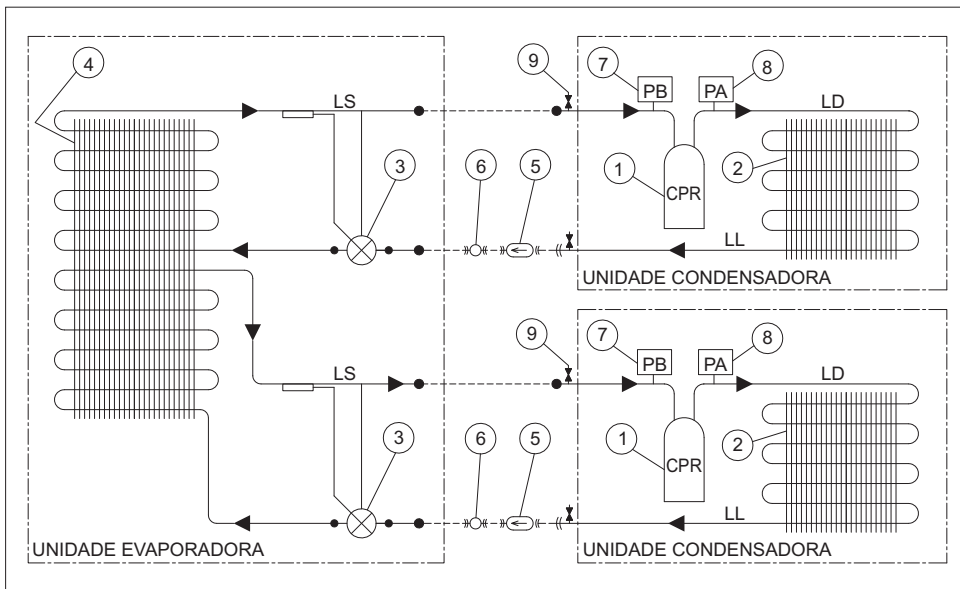 4
LS
3
6
5
9
7
PB
8
PA
LD
1
CPR
2
LL
UNIDADE CONDENSADORA
LS
3
6
5
9
7
PB
8
PA
LD
1
CPR
2
LL
UNIDADE EVAPORADORA
UNIDADE CONDENSADORA